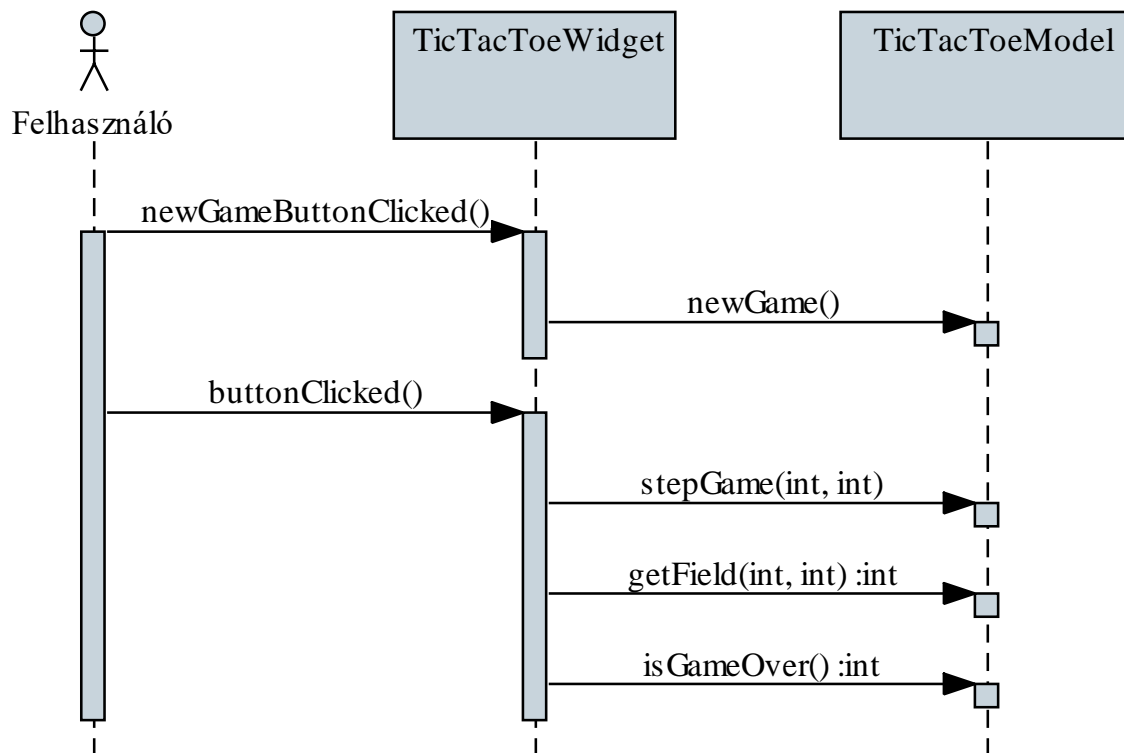 TicTacToeWidget
TicTacToeModel
Felhasználó
newGameButtonClicked()
newGame()
buttonClicked()
stepGame(int, int)
getField(int, int) :int
isGameOver() :int